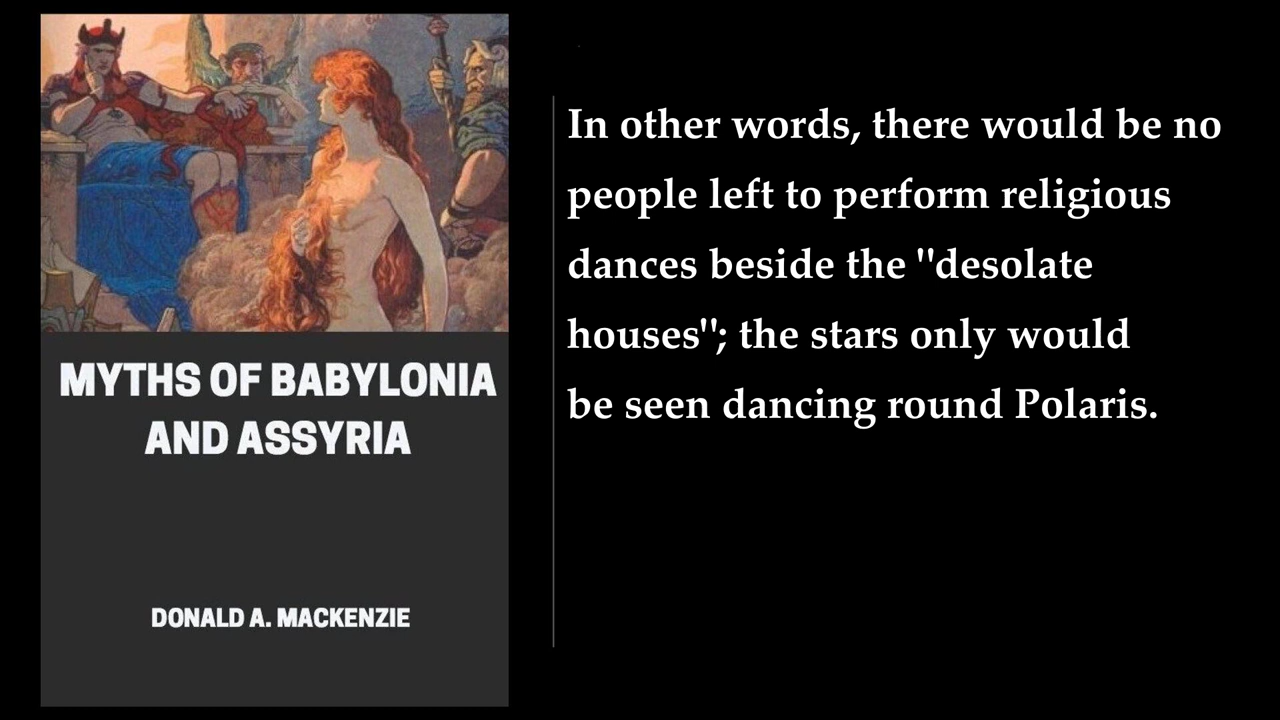 MYTHS OF BABYLONIA
AND ASSYRIA
DONALD A. MACKENZIE
In other words, there would be no
people left to perform religious
dances beside the "desolate
houses"; the stars only would
be seen dancing round Polaris.